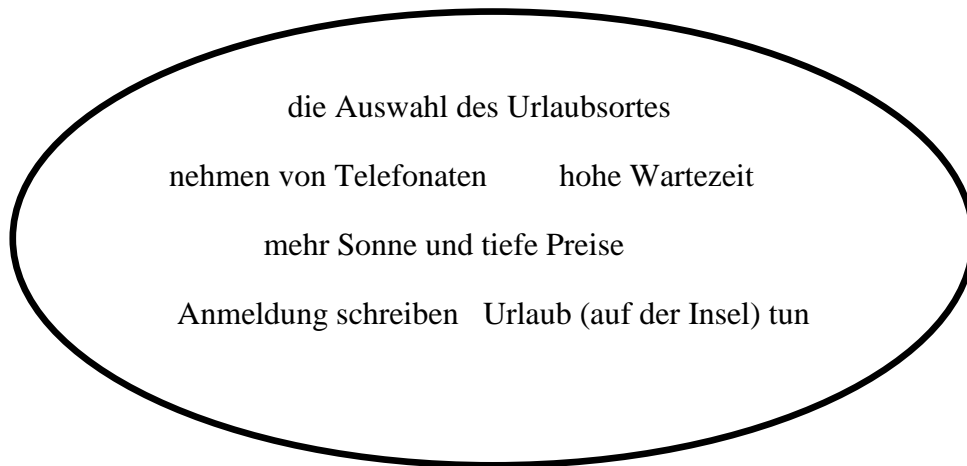 die Auswahl des Urlaubsortes
nehmen von Telefonaten hohe Wartezeit
mehr Sonne und tiefe Preise
Anmeldung schreiben Urlaub (auf der Insel) tun